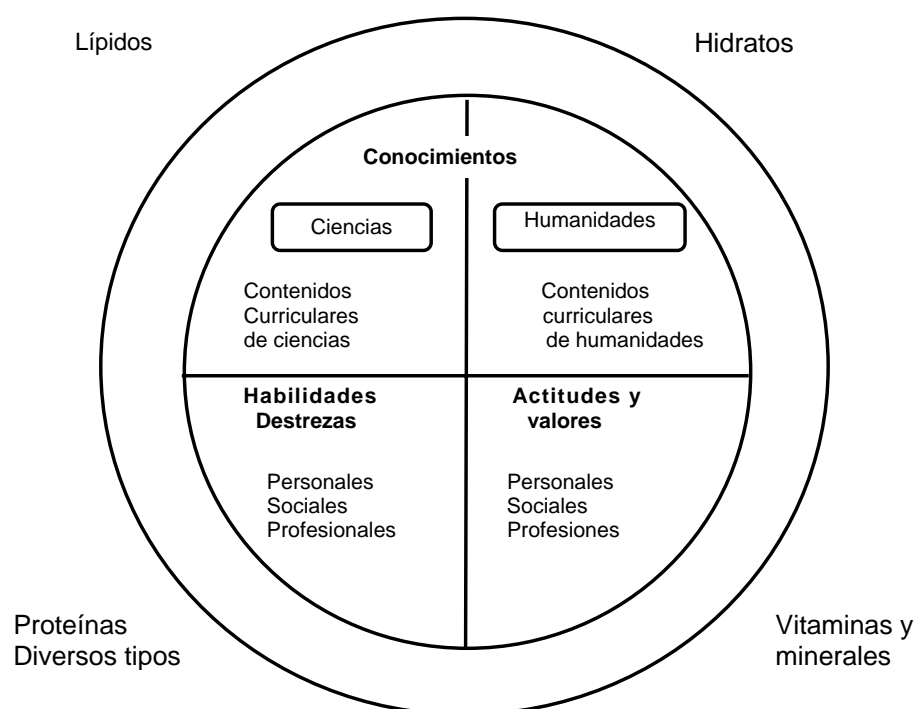 Lípidos
Hidratos
Conocimientos
Ciencias
Humanidades
Contenidos
Curriculares
de ciencias
Contenidos
curriculares
de humanidades
Habilidades
Destrezas
Actitudes y
valores
Personales
Sociales
Profesionales
Personales
Sociales
Profesiones
Proteínas
Diversos tipos
Vitaminas y
minerales